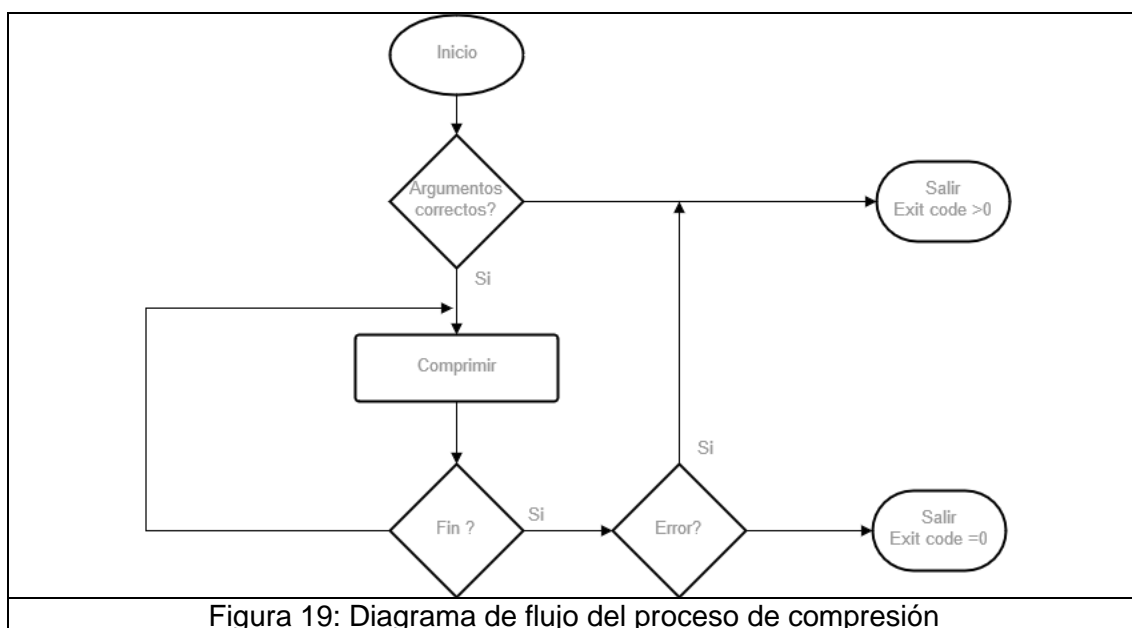 Inicio
Argumentos
correctos?
Salir
Exit code >0
Si
Comprimir
Si
Fin ?
Si
Error?
Salir
Exit code =0
Figura 19: Diagrama de flujo del proceso de compresión